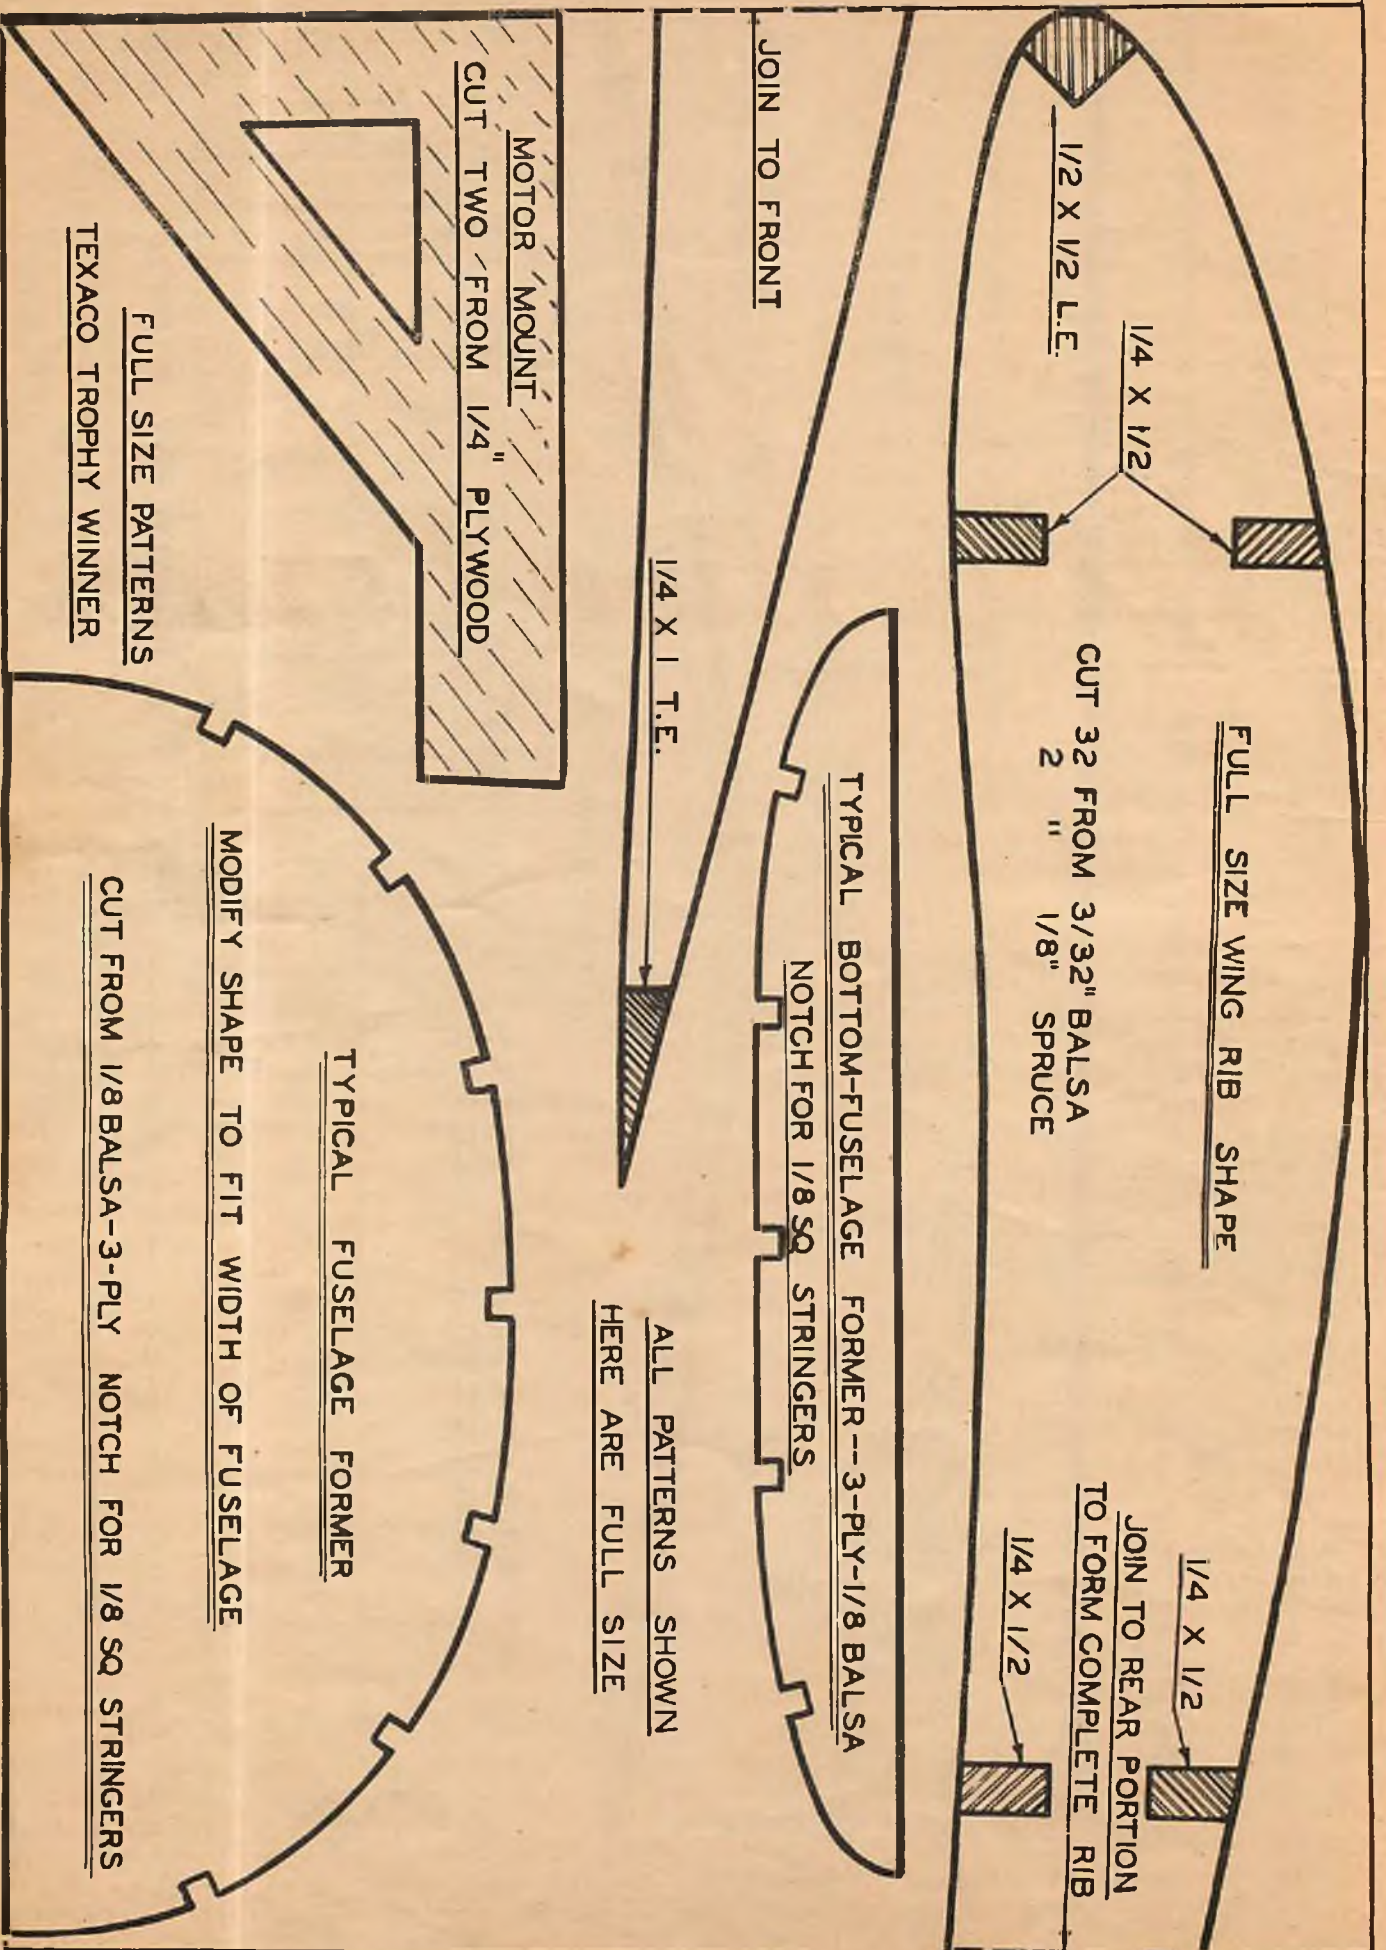 FULL SIZE WING RIB SHAPE
1/4 X 1/2
1/2 X 1/2 L.E.
CUT 32 FROM 3/32" BALSA
2 " 1/8" SPRUCE
1/4 X 1/2
JOIN TO REAR PORTION
TO FORM COMPLETE RIB
1/4 X 1/2
JOIN TO FRONT
1/4 X 1 T.E.
TYPICAL BOTTOM-FUSELAGE FORMER--3-PLY-1/8 BALSA
NOTCH FOR 1/8 SQ STRINGERS
ALL PATTERNS SHOWN
HERE ARE FULL SIZE
MOTOR MOUNT
CUT TWO FROM 1/4" PLYWOOD
FULL SIZE PATTERNS
TEXACO TROPHY WINNER
TYPICAL FUSELAGE FORMER
MODIFY SHAPE TO FIT WIDTH OF FUSELAGE
CUT FROM 1/8 BALSA-3-PLY NOTCH FOR 1/8 SQ STRINGERS